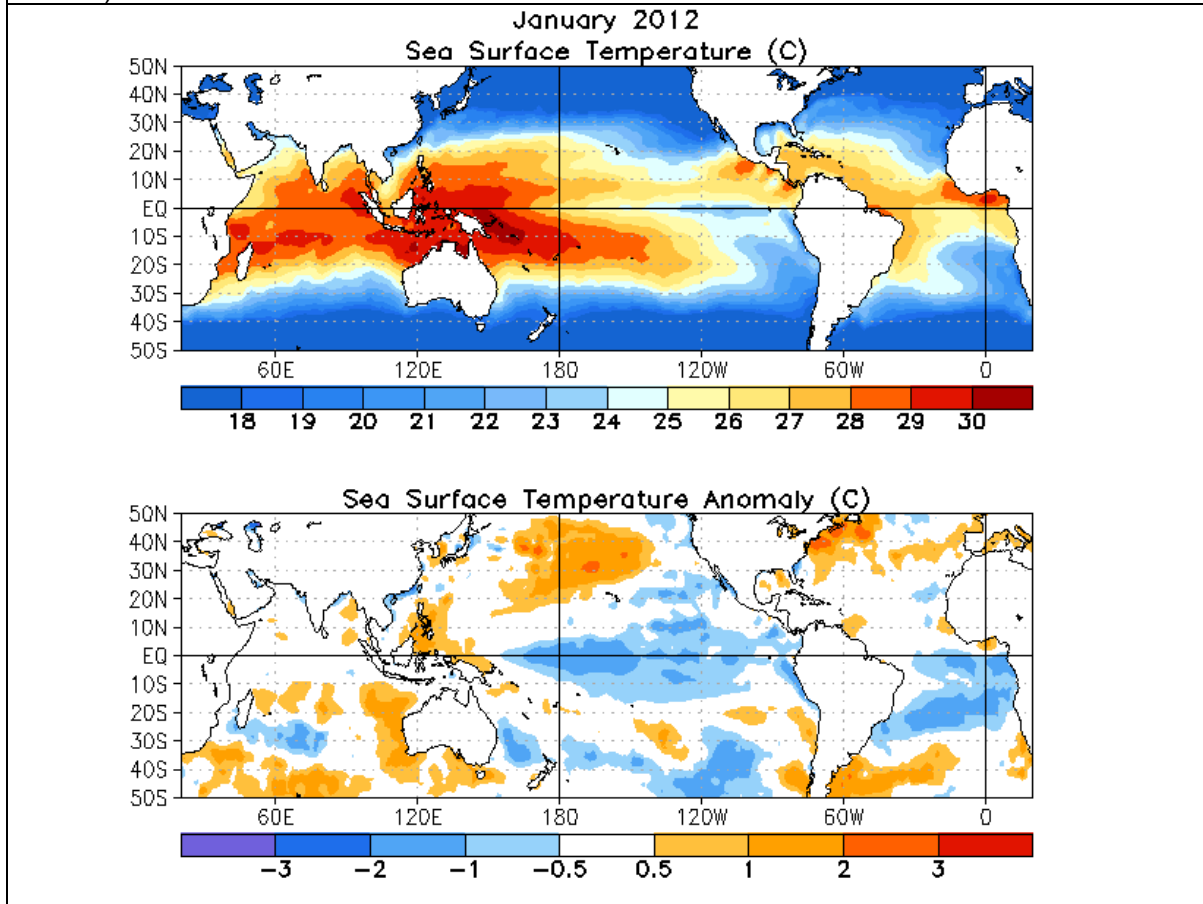 January 2012
Sea Surface Temperature (C)
50N
40N
30N
20N
10N
EQ
10S
20S
30S
40S
50S
60E 120E 180 120W 60W 0
18 19 20 21 22 23 24 25 26 27 28 29 30
Sea Surface Temperature Anomaly (C)
50N
40N
30N
20N
10N
EQ
10S
20S
30S
40S
50S
60E 120E 180 120W 60W 0
-3 -2 -1 -0.5 0.5 1 2 3